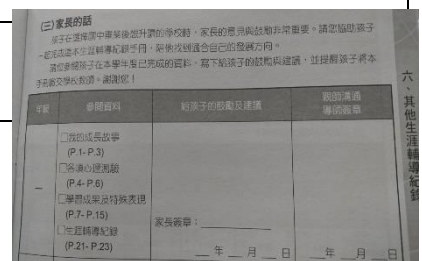 (三)家長的話
孩子在選擇國中畢業後想升讀的學校時,家長的意見與鼓勵非常重要。請您協助孩子
一起完成這本生涯輔導紀錄手冊,陪他找到適合自己的發展方向。
請您參閱孩子在本學年度已完成的資料,寫下給孩子的鼓勵與建議,並提醒孩子將本
手冊繳交學校教師。謝謝您!
年級
參閱資料
給孩子的鼓勵及建議
親師溝通
導師簽章
一
□我的成長故事
(P.1- P.3)
□各項心理測驗
(P.4- P.6)
□學習成果及特殊表現
(P.7- P.15)
□生涯輔導紀錄
(P.21- P.23)
家長簽章:
年 月 日
年 月 日
六、其他生涯輔導紀錄